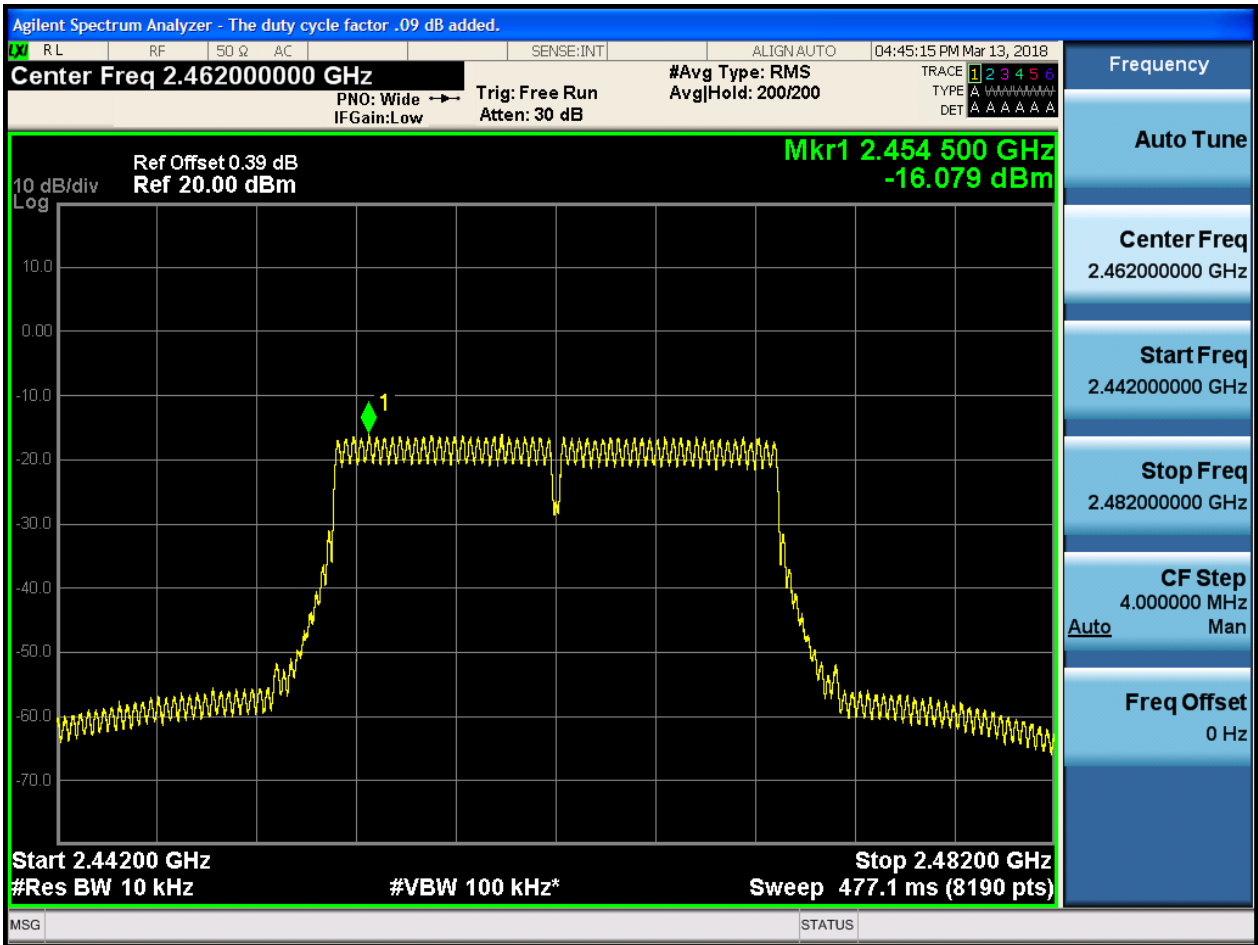 Agilent Spectrum Analyzer - The duty cycle factor .09 dB added.
LXI RL RF 50 Ω AC SENSE:INT ALIGN AUTO 04:45:15 PM Mar 13, 2018
Center Freq 2.462000000 GHz
PNO: Wide
IFGain:Low
Trig: Free Run
Atten: 30 dB
#Avg Type: RMS
Avg|Hold: 200/200
TRACE 1 2 3 4 5 6
TYPE A WWWWW
DET A A A A A A
Ref Offset 0.39 dB
10 dB/div Ref 20.00 dBm
Log
Mkr1 2.454 500 GHz
-16.079 dBm
10.0
0.00
-10.0
1
-20.0
-30.0
-40.0
-50.0
-60.0
-70.0
Start 2.44200 GHz Stop 2.48200 GHz
#Res BW 10 kHz #VBW 100 kHz* Sweep 477.1 ms (8190 pts)
MSG STATUS
Frequency
Auto Tune
Center Freq
2.462000000 GHz
Start Freq
2.442000000 GHz
Stop Freq
2.482000000 GHz
CF Step
4.000000 MHz
Auto Man
Freq Offset
0 Hz